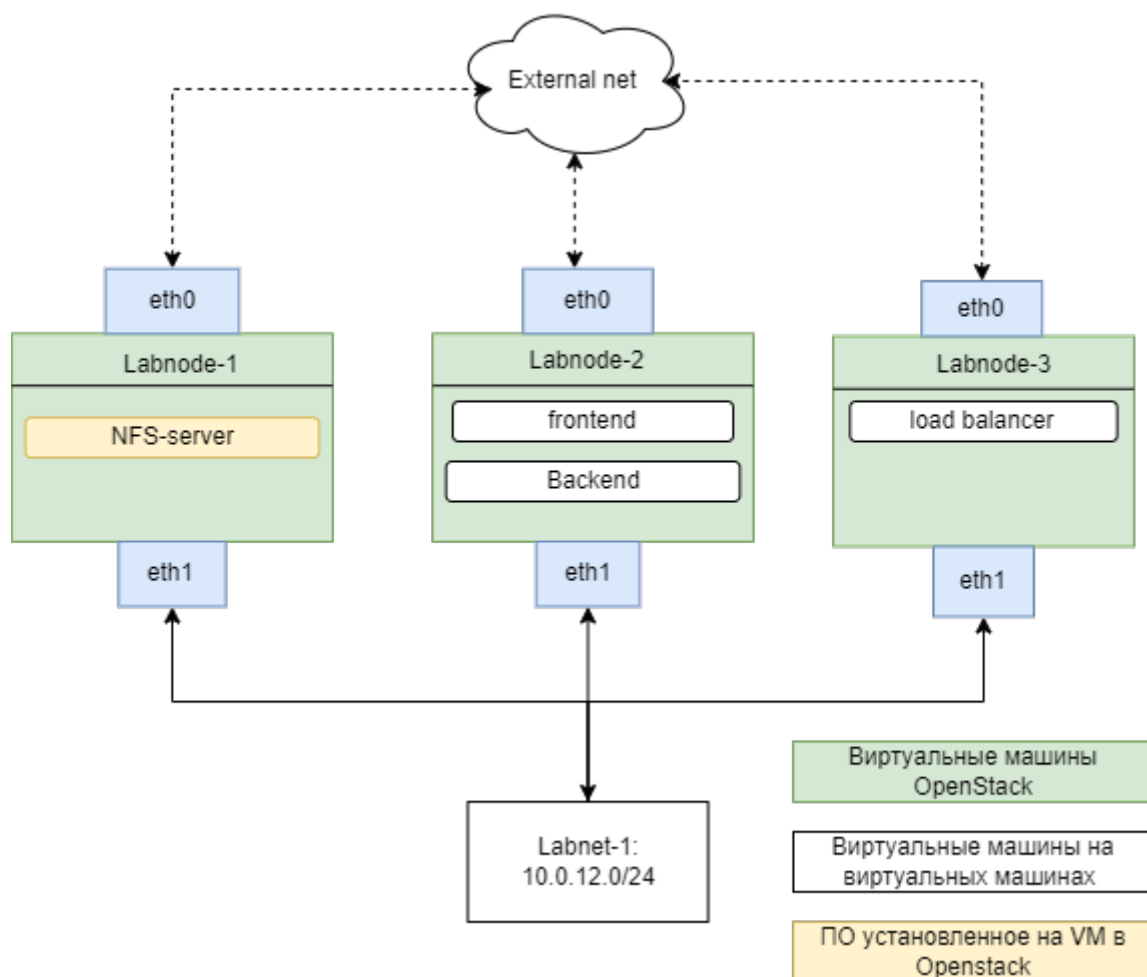 External net
eth0
eth0
eth0
Labnode-1
Labnode-2
Labnode-3
NFS-server
frontend
load balancer
Backend
eth1
eth1
eth1
Виртуальные машины
OpenStack
Labnet-1:
10.0.12.0/24
Виртуальные машины на
виртуальных машинах
ПО установленное на VM в
Openstack